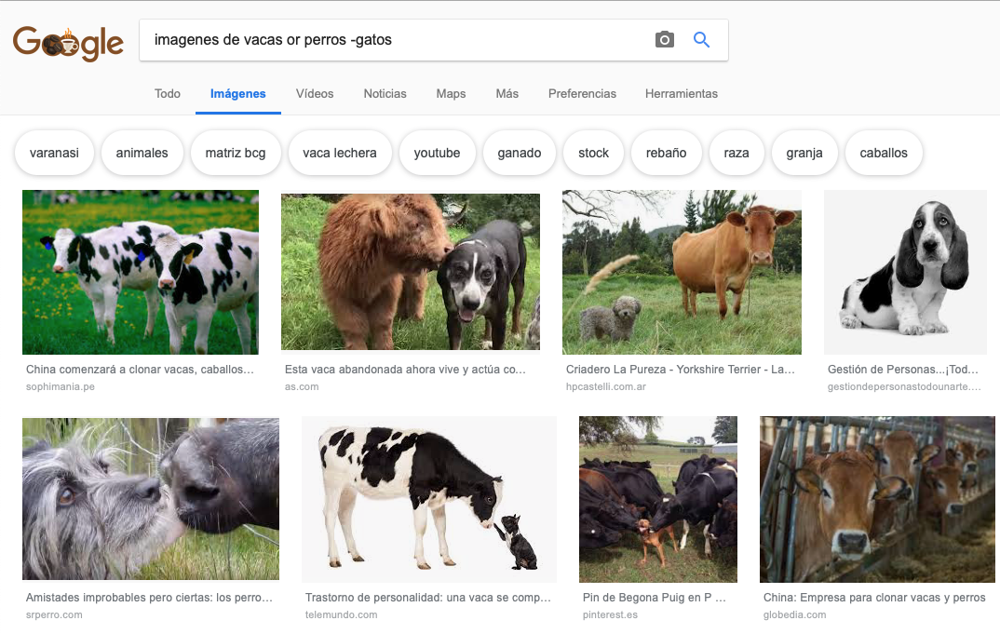 Google
imagenes de vacas or perros -gatos
Todo Imágenes Vídeos Noticias Maps Más Preferencias Herramientas
varanasi animales matriz bcg vaca lechera youtube ganado stock rebaño raza granja caballos
China comenzará a clonar vacas, caballos… Esta vaca abandonada ahora vive y actúa co… Criadero La Pureza - Yorkshire Terrier - La… Gestión de Personas...¡Tod…
sophimania.pe as.com hpcastelli.com.ar gestiondepersonastodounarte.…
Amistades improbables pero ciertas: los perro… Trastorno de personalidad: una vaca se comp… Pin de Begona Puig en P … China: Empresa para clonar vacas y perros
srperro.com telemundo.com pinterest.es globedia.com